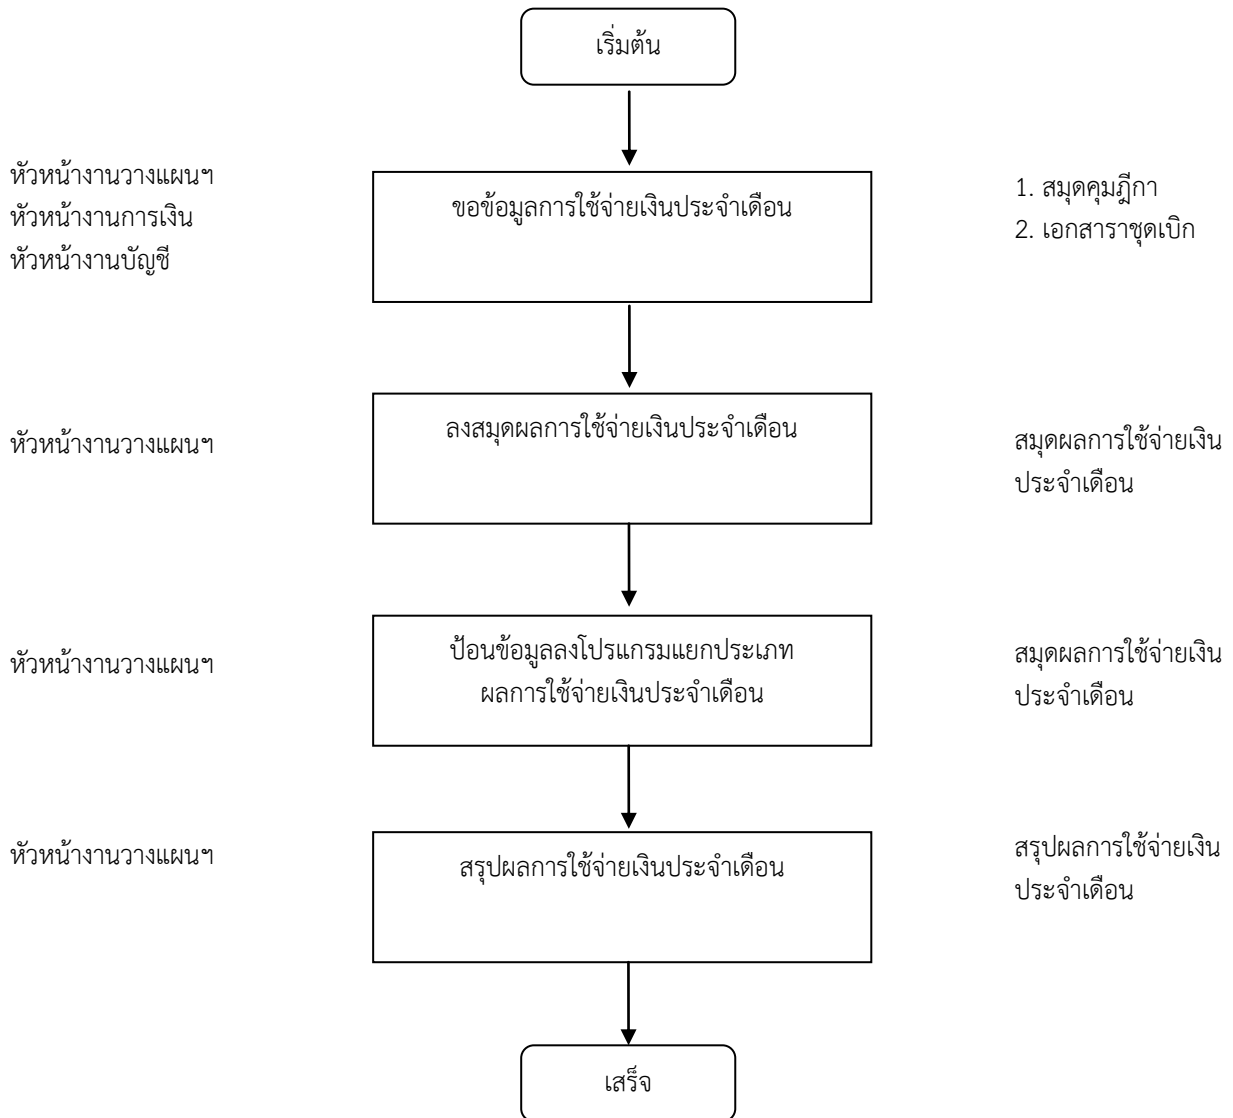 เริ่มต้น
หัวหน้างานวางแผนฯ
หัวหน้างานการเงิน
หัวหน้างานบัญชี
ขอข้อมูลการใช้จ่ายเงินประจำเดือน
1. สมุดคุมฎีกา
2. เอกสาราชุดเบิก
หัวหน้างานวางแผนฯ
ลงสมุดผลการใช้จ่ายเงินประจำเดือน
สมุดผลการใช้จ่ายเงิน
ประจำเดือน
หัวหน้างานวางแผนฯ
ป้อนข้อมูลลงโปรแกรมแยกประเภท
ผลการใช้จ่ายเงินประจำเดือน
สมุดผลการใช้จ่ายเงิน
ประจำเดือน
หัวหน้างานวางแผนฯ
สรุปผลการใช้จ่ายเงินประจำเดือน
สรุปผลการใช้จ่ายเงิน
ประจำเดือน
เสร็จ